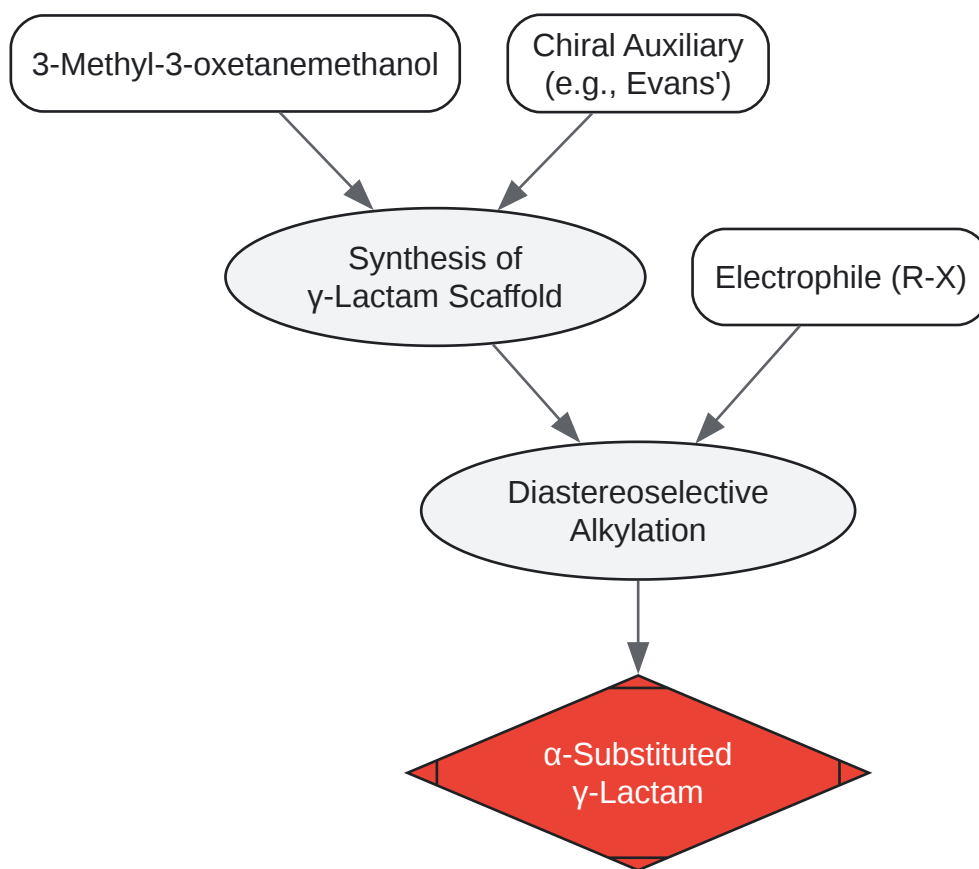 3-Methyl-3-oxetanemethanol
Chiral Auxiliary
(e.g., Evans')
Synthesis of
γ-Lactam Scaffold
Electrophile (R-X)
Diastereoselective
Alkylation
α-Substituted
γ-Lactam